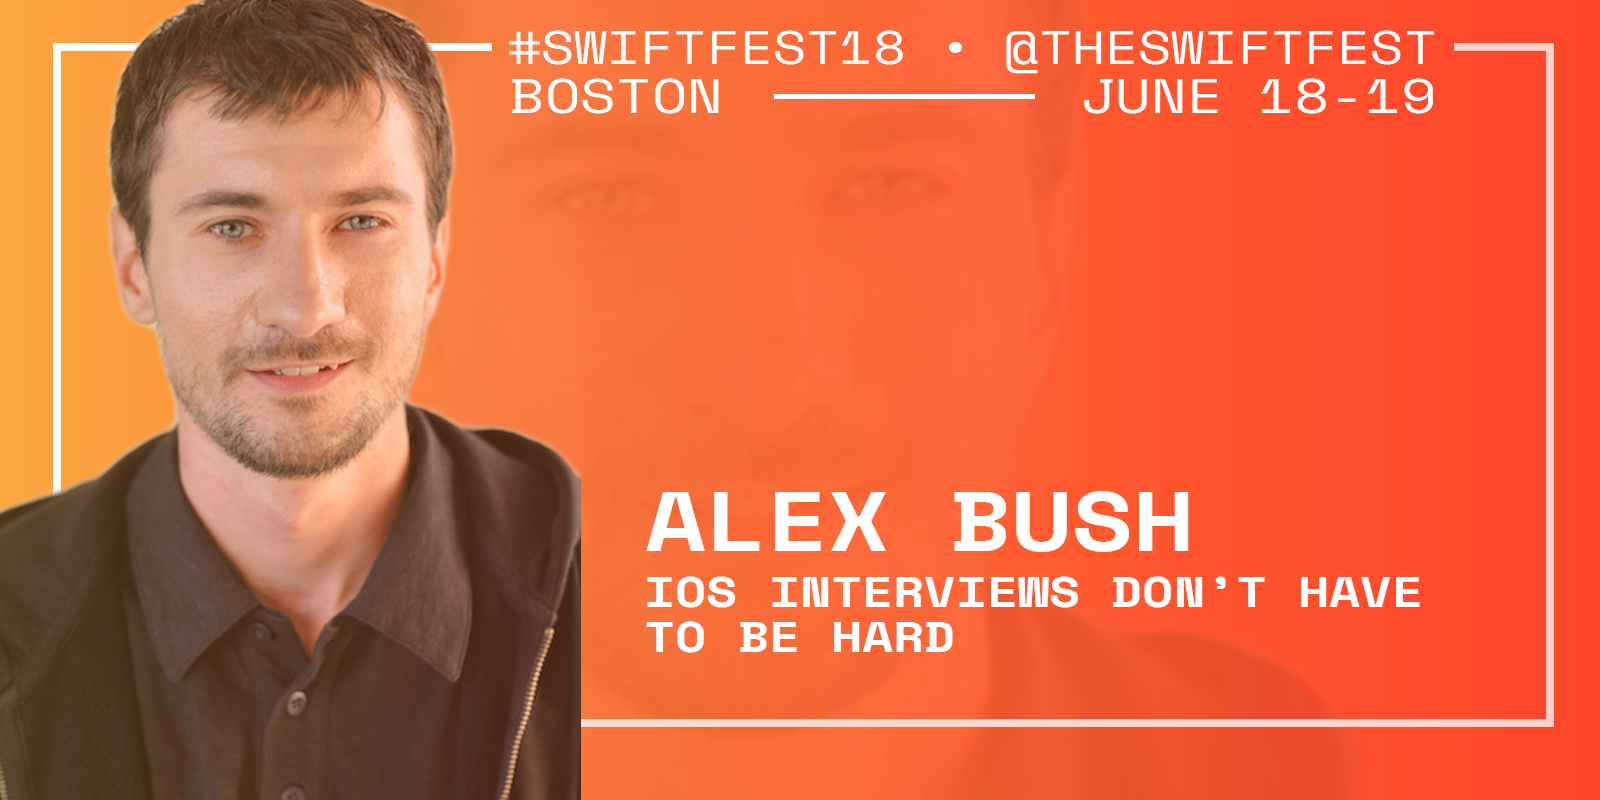 #SWIFTFEST18 • @THESWIFTFEST
BOSTON JUNE 18-19
ALEX BUSH
IOS INTERVIEWS DON'T HAVE
TO BE HARD